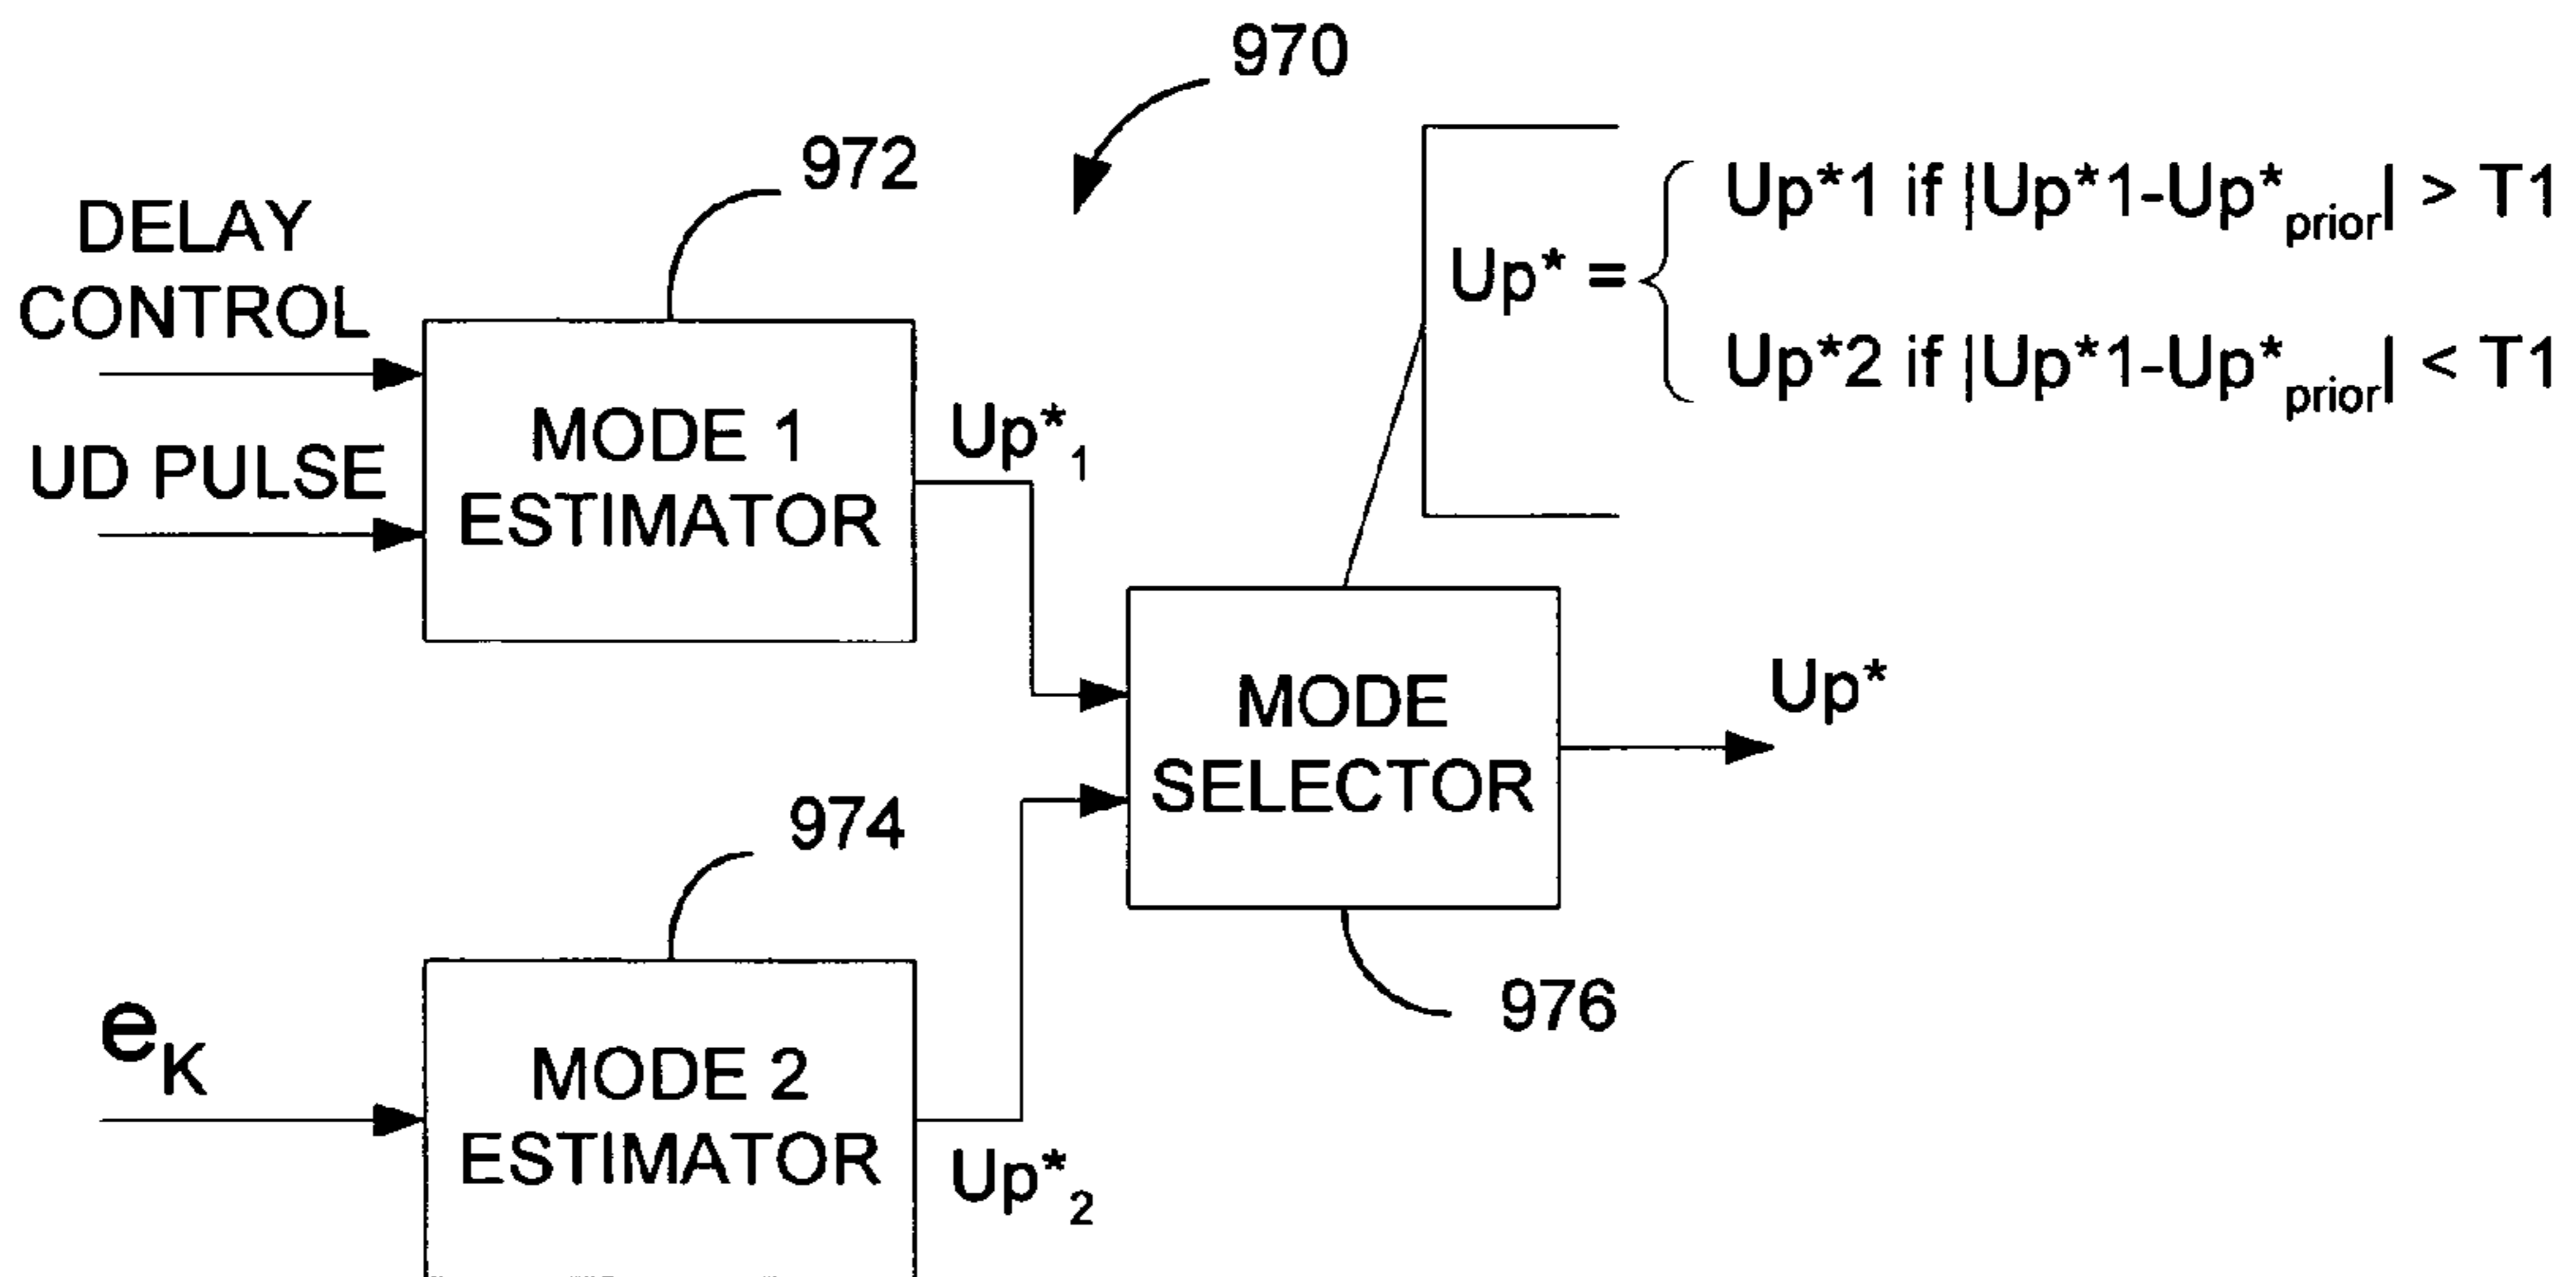 970
972
DELAY
CONTROL
UD PULSE
MODE 1
ESTIMATOR
Up*1
Up* =
Up*1 if |Up*1-Up*prior| > T1
Up*2 if |Up*1-Up*prior| < T1
MODE
SELECTOR
Up*
976
974
eK
MODE 2
ESTIMATOR
Up*2